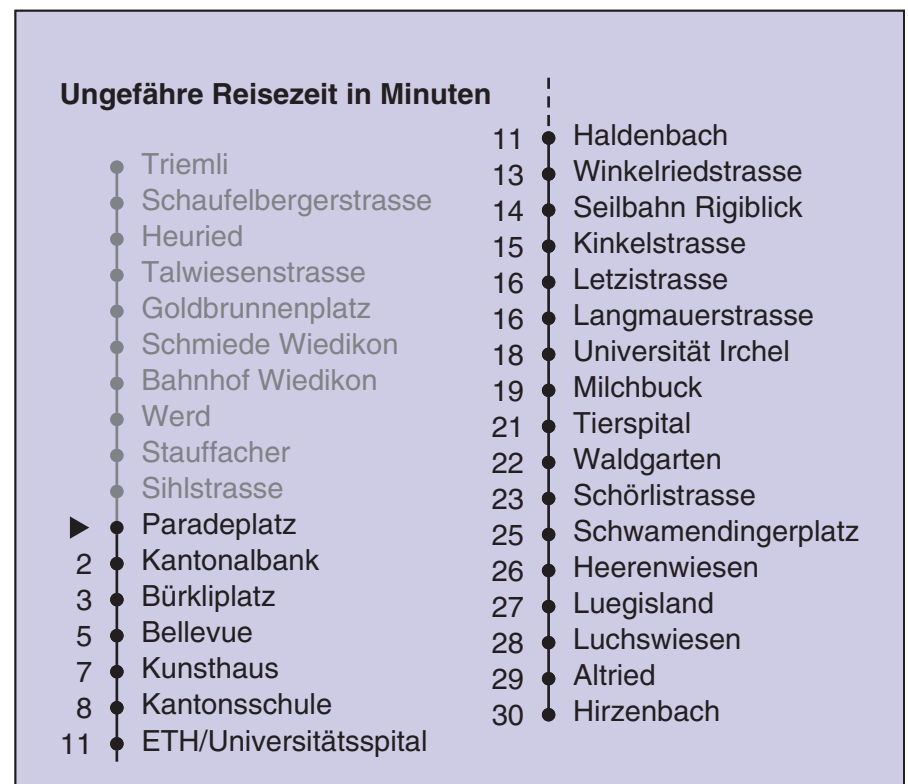 Ungefähre Reisezeit in Minuten
Triemli
Schaufelbergerstrasse
Heuried
Talwiesenstrasse
Goldbrunnenplatz
Schmiede Wiedikon
Bahnhof Wiedikon
Werd
Stauffacher
Sihlstrasse
Paradeplatz
2 Kantonalbank
3 Bürkliplatz
5 Bellevue
7 Kunsthaus
8 Kantonsschule
11 ETH/Universitätsspital
11 Haldenbach
13 Winkelriedstrasse
14 Seilbahn Rigiblick
15 Kinkelstrasse
16 Letzistrasse
16 Langmauerstrasse
18 Universität Irchel
19 Milchbuck
21 Tierspital
22 Waldgarten
23 Schörlistrasse
25 Schwamendingerplatz
26 Heerenwiesen
27 Luegisland
28 Luchswiesen
29 Altried
30 Hirzenbach